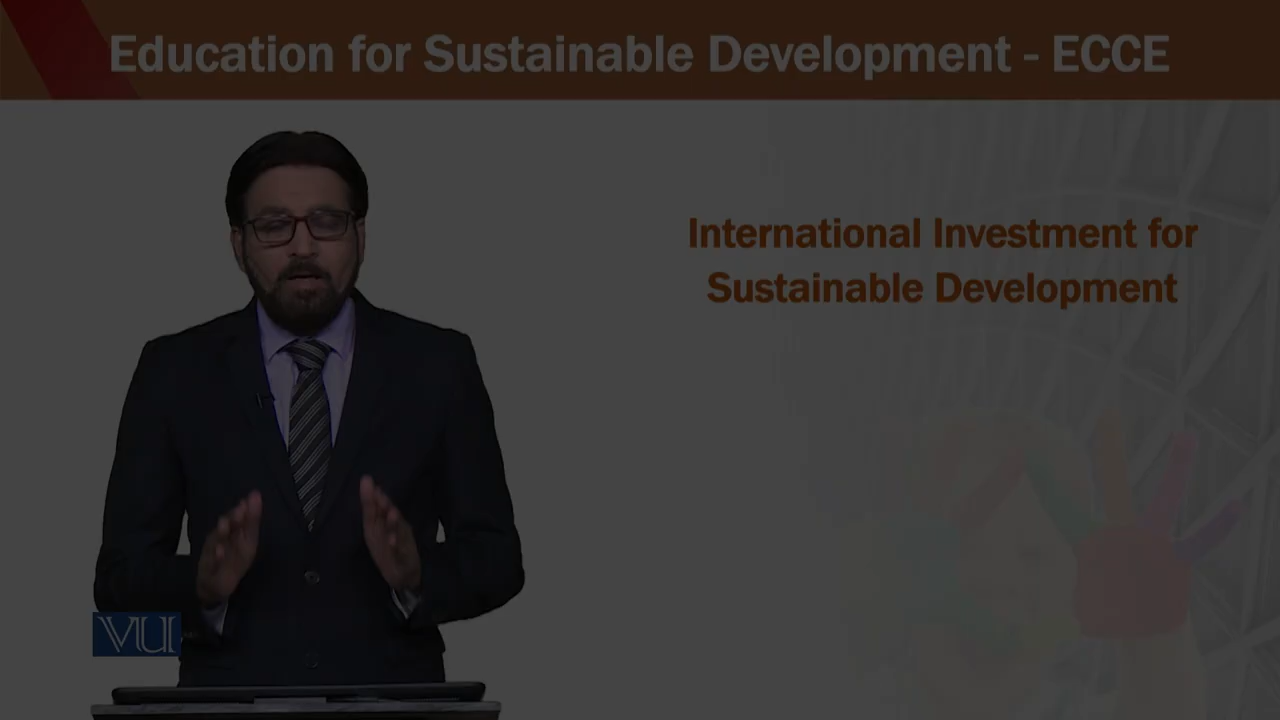 Education for Sustainable Development - ECCE
International Investment for
Sustainable Development
VU